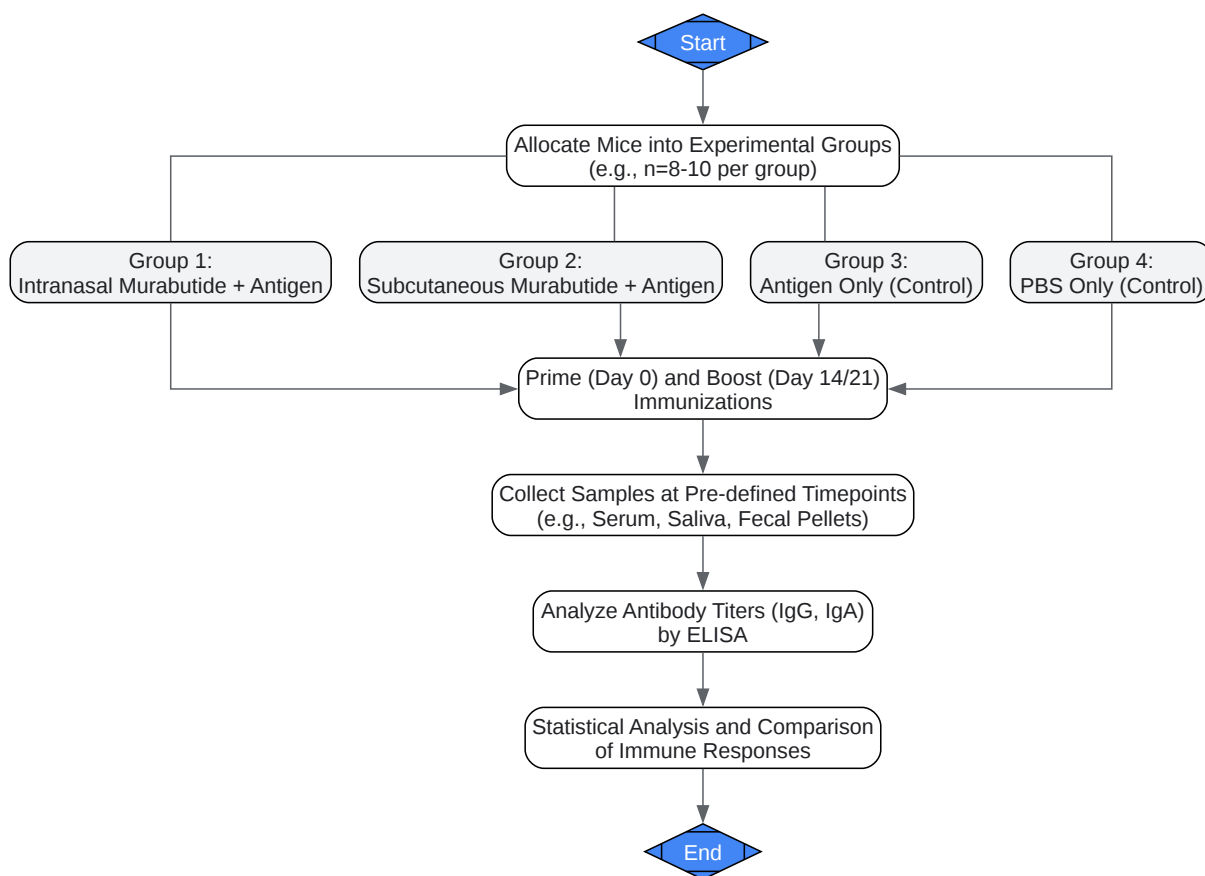 Start
Allocate Mice into Experimental Groups
(e.g., n=8-10 per group)
Group 1:
Intranasal Murabutide + Antigen
Group 2:
Subcutaneous Murabutide + Antigen
Group 3:
Antigen Only (Control)
Group 4:
PBS Only (Control)
Prime (Day 0) and Boost (Day 14/21)
Immunizations
Collect Samples at Pre-defined Timepoints
(e.g., Serum, Saliva, Fecal Pellets)
Analyze Antibody Titers (IgG, IgA)
by ELISA
Statistical Analysis and Comparison
of Immune Responses
End